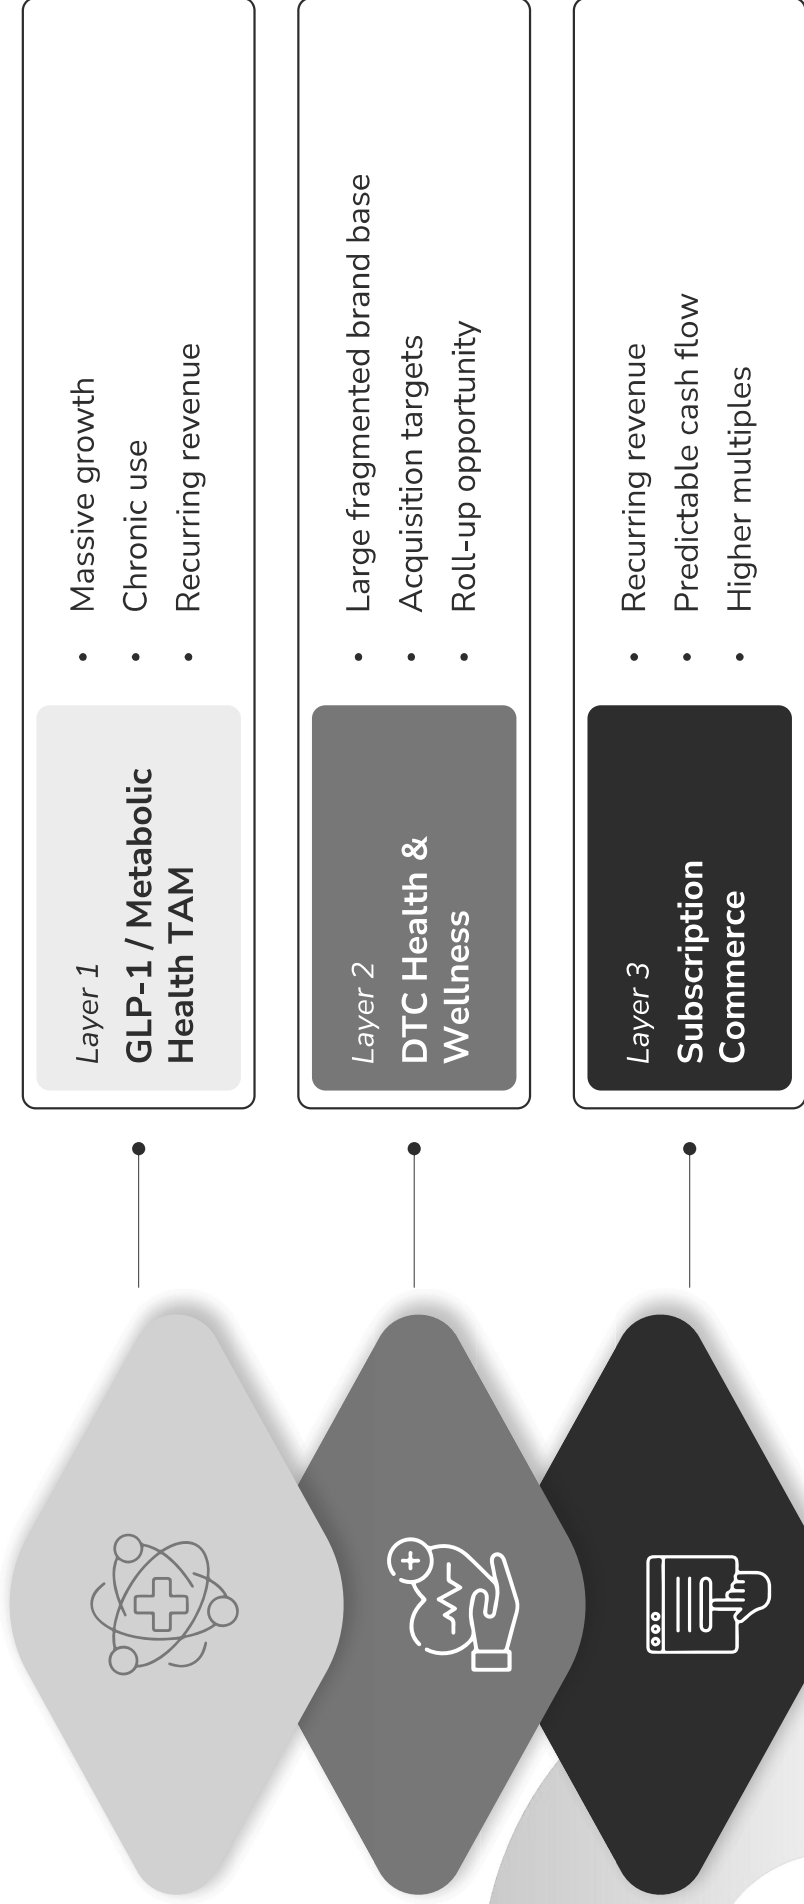 Layer 1
GLP-1 / Metabolic
Health TAM
• Massive growth
• Chronic use
• Recurring revenue
Layer 2
DTC Health &
Wellness
• Large fragmented brand base
• Acquisition targets
• Roll-up opportunity
Layer 3
Subscription
Commerce
• Recurring revenue
• Predictable cash flow
• Higher multiples